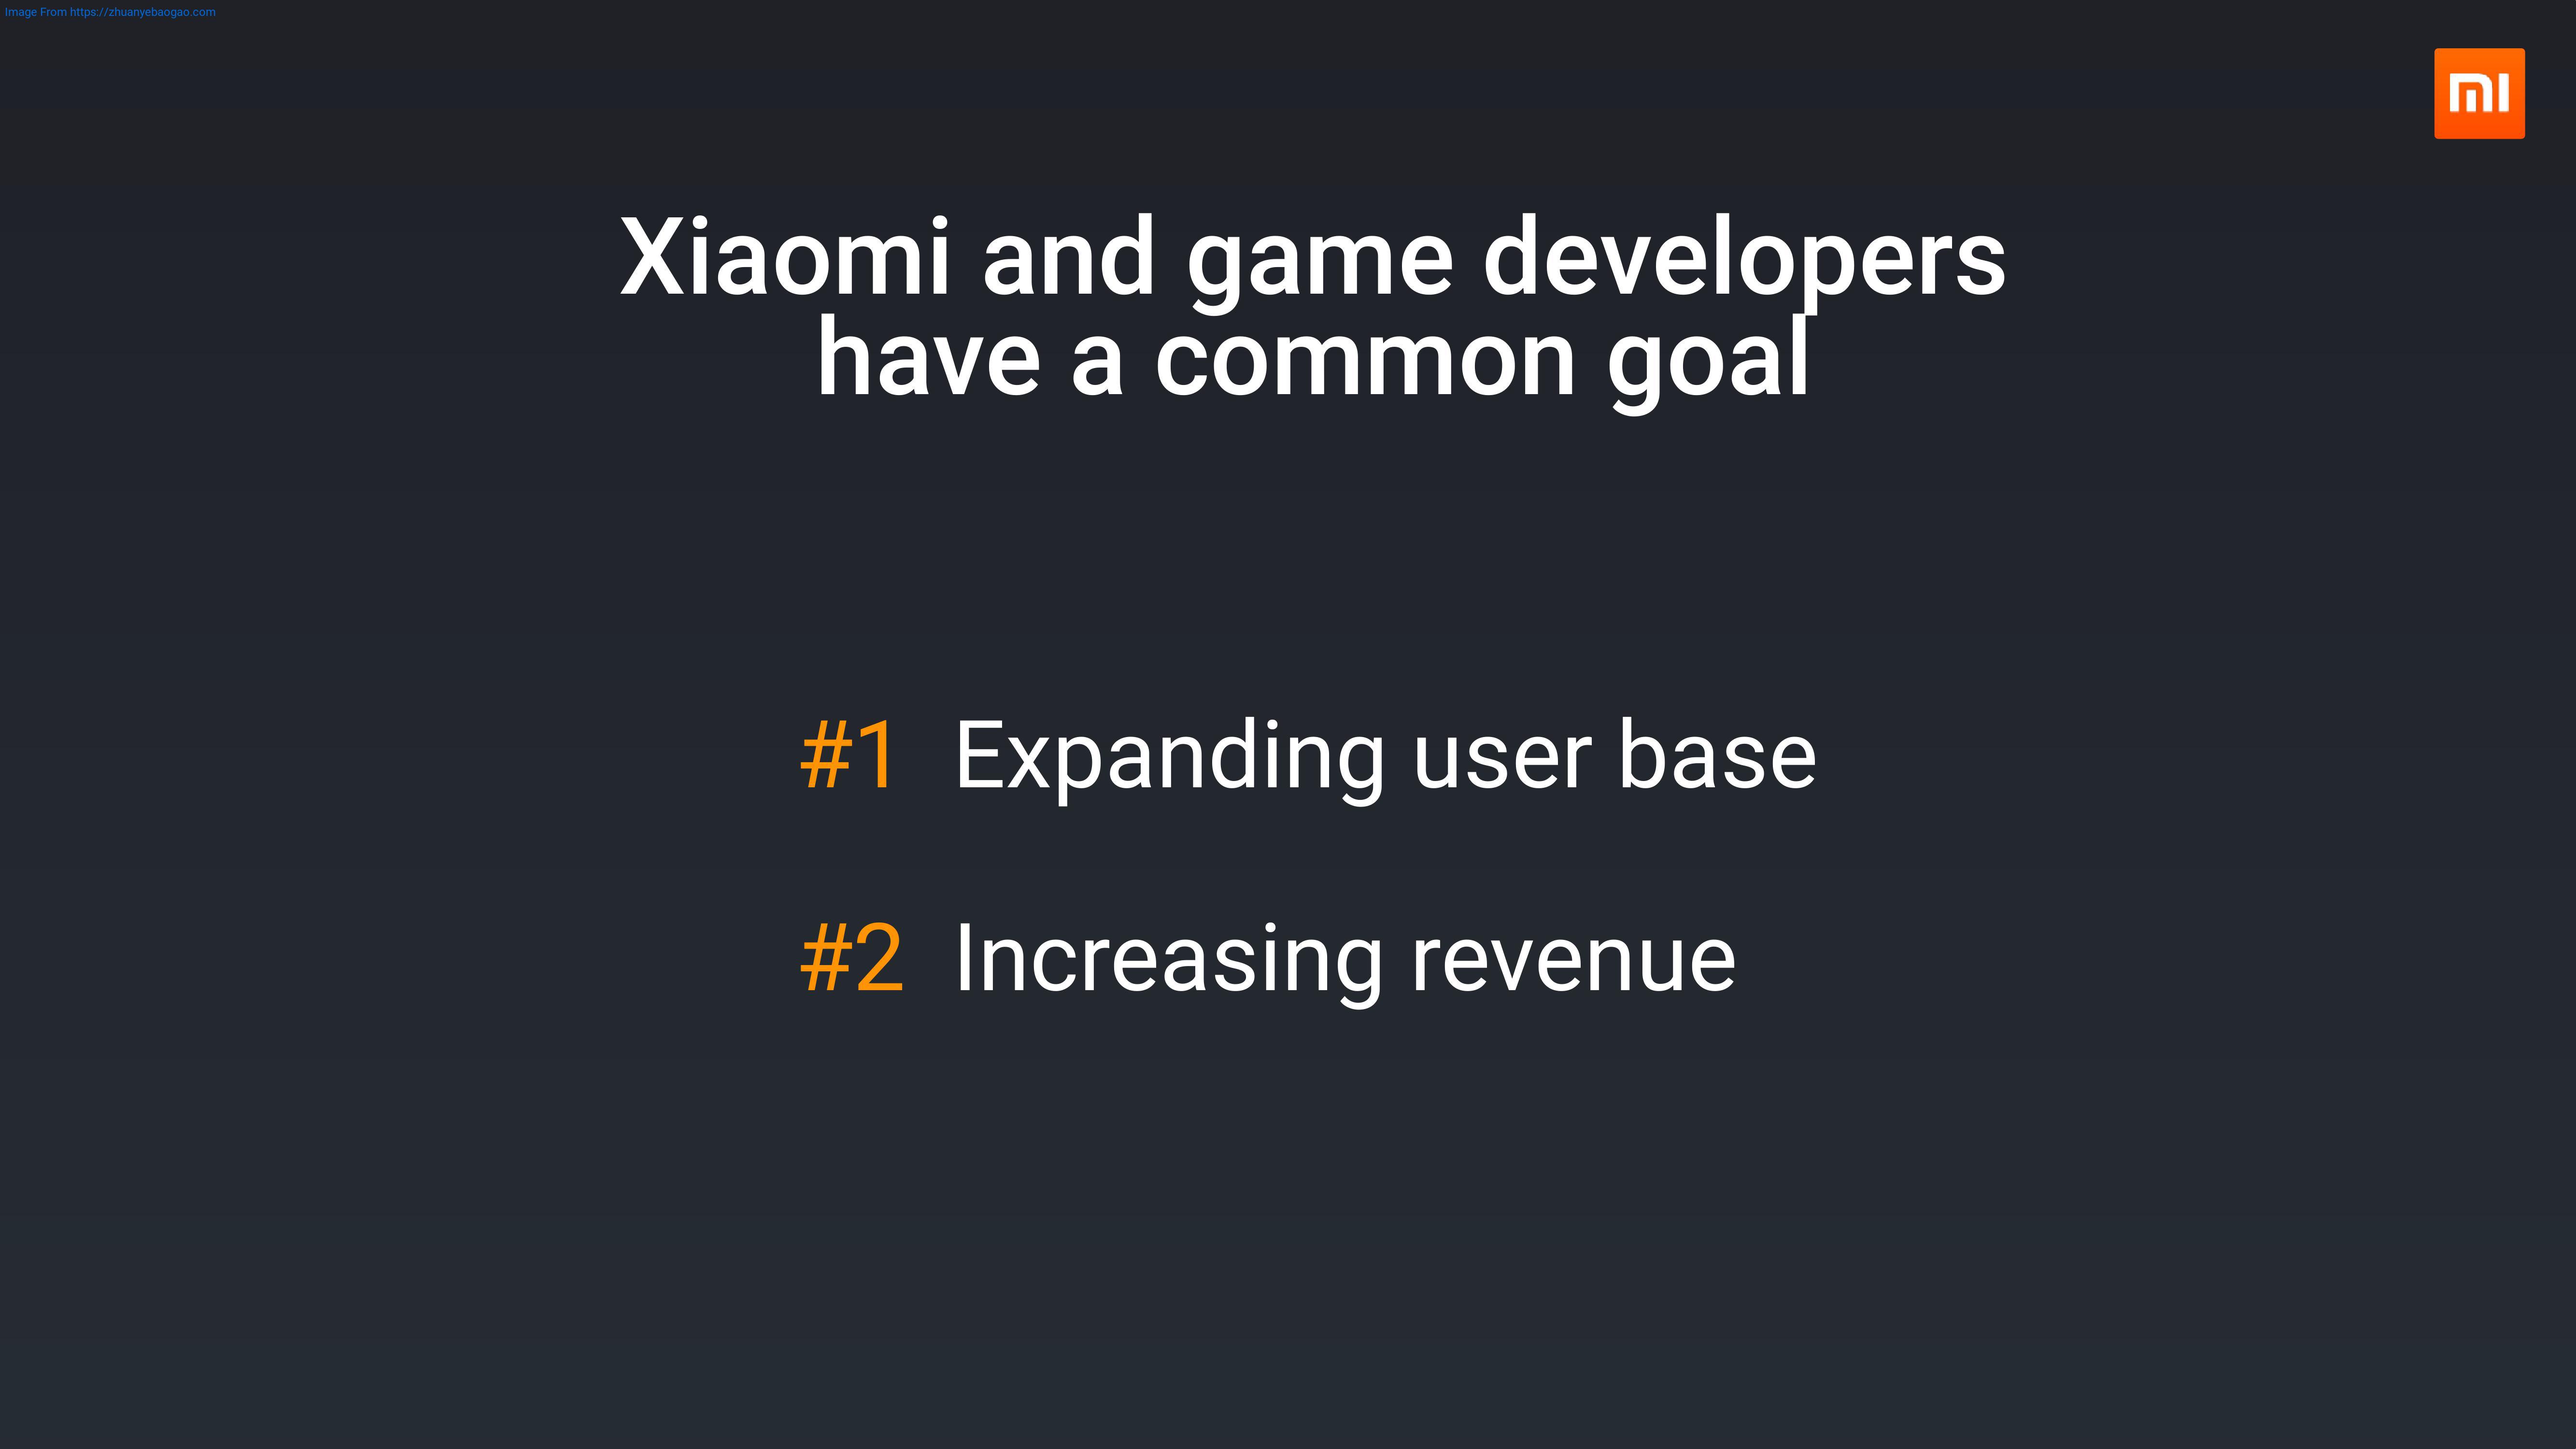 Image From https://zhuanyebaogao.com
mi
Xiaomi and game developers
have a common goal
#1 Expanding user base
#2 Increasing revenue